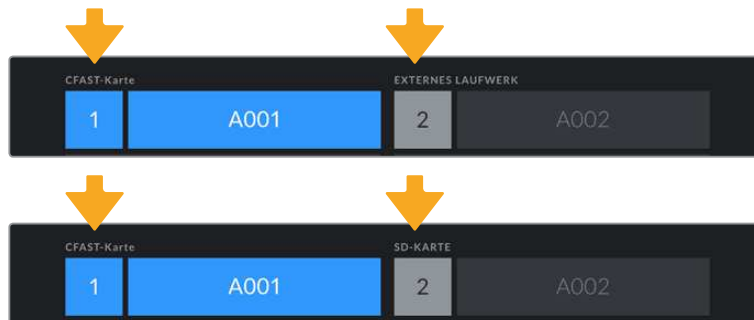 CFAST-Karte EXTERNES LAUFWERK
1 A001 2 A002
CFAST-Karte SD-KARTE
1 A001 2 A002